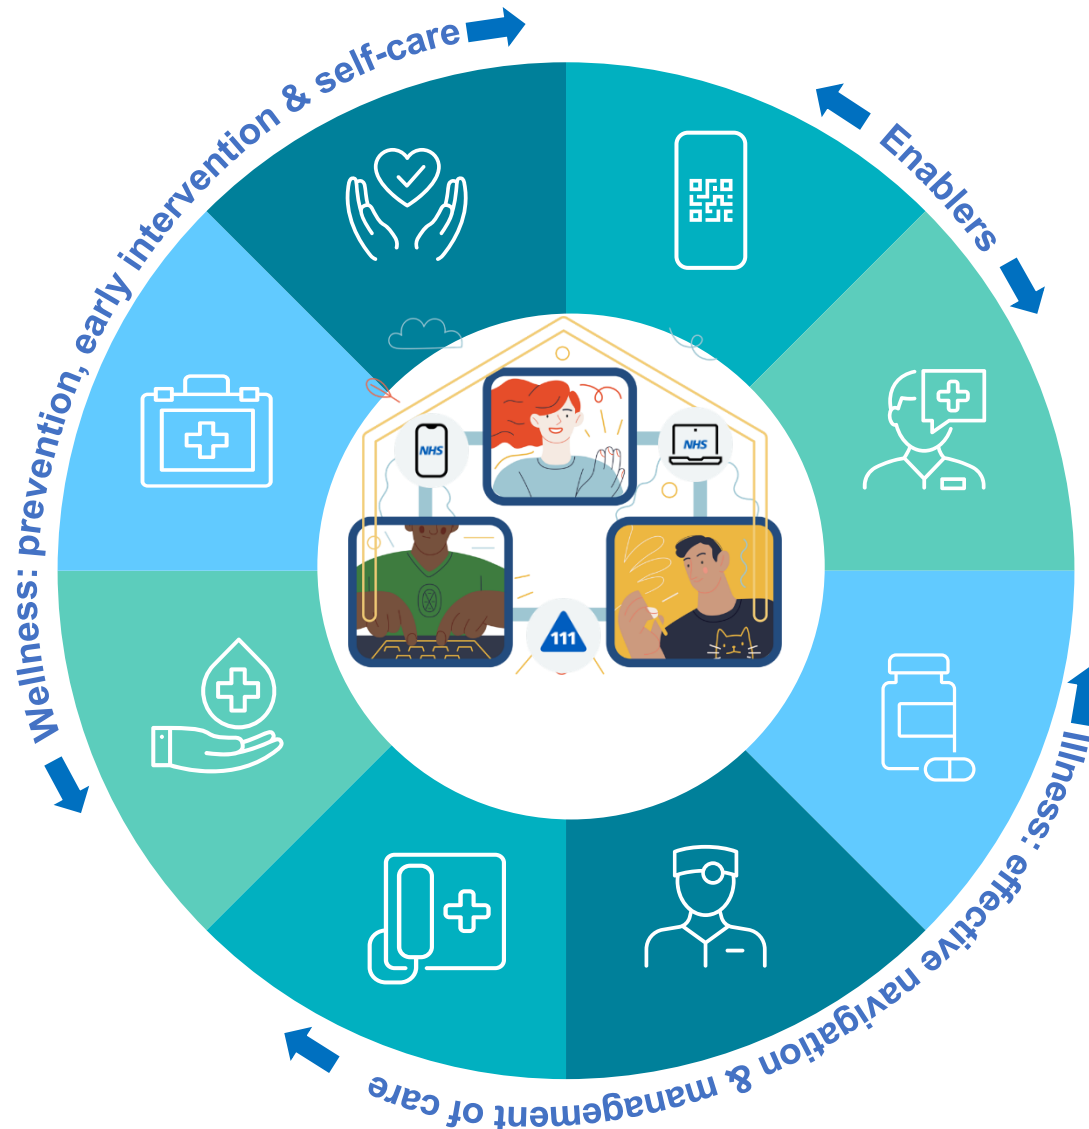 Wellness: prevention, early intervention & self-care
Enablers
Illness: effective navigation & management of care
NHS
NHS
111